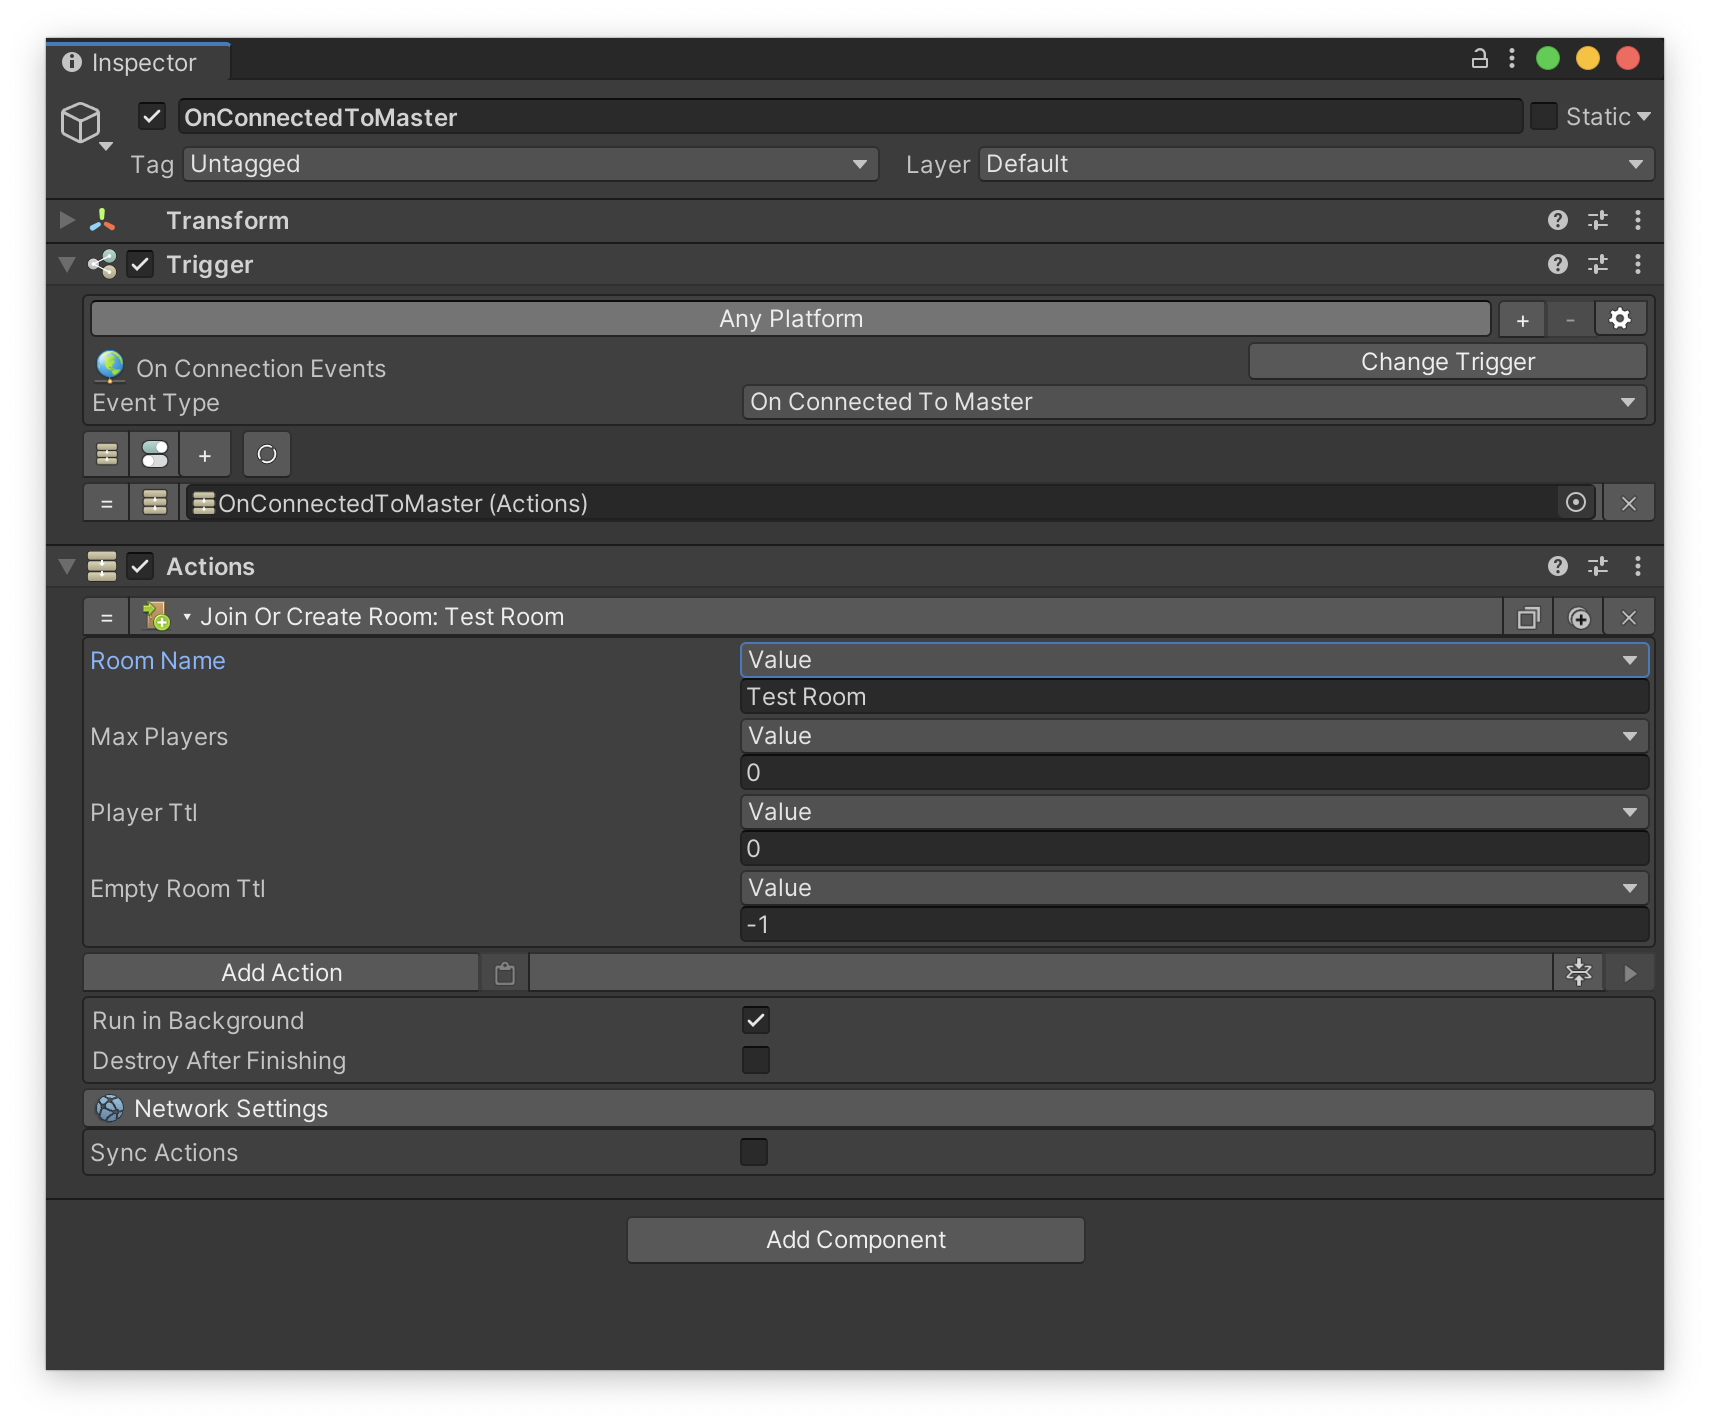 Inspector
OnConnectedToMaster
Static
Tag Untagged Layer Default
Transform
Trigger
Any Platform + -
On Connection Events Change Trigger
Event Type On Connected To Master
+
= OnConnectedToMaster (Actions)
Actions
= Join Or Create Room: Test Room
Room Name Value
Test Room
Max Players Value
0
Player Ttl Value
0
Empty Room Ttl Value
-1
Add Action
Run in Background
Destroy After Finishing
Network Settings
Sync Actions
Add Component